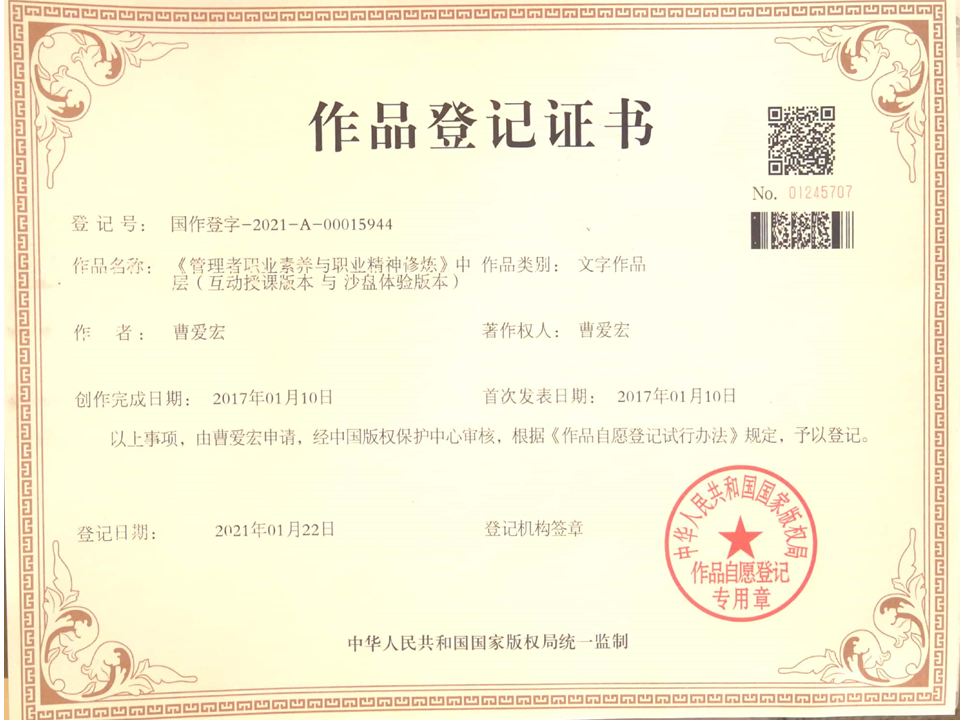 作品登记证书
No. 01245707
登 记 号： 国作登字-2021-A-00015944
作品名称： 《管理者职业素养与职业精神修炼》中层（互动授课版本 与 沙盘体验版本）
作品类别： 文字作品
作 者： 曹爱宏
著作权人： 曹爱宏
创作完成日期： 2017年01月10日
首次发表日期： 2017年01月10日
以上事项，由曹爱宏申请，经中国版权保护中心审核，根据《作品自愿登记试行办法》规定，予以登记。
登记日期： 2021年01月22日
登记机构签章
中华人民共和国国家版权局
作品自愿登记
专用章
中华人民共和国国家版权局统一监制